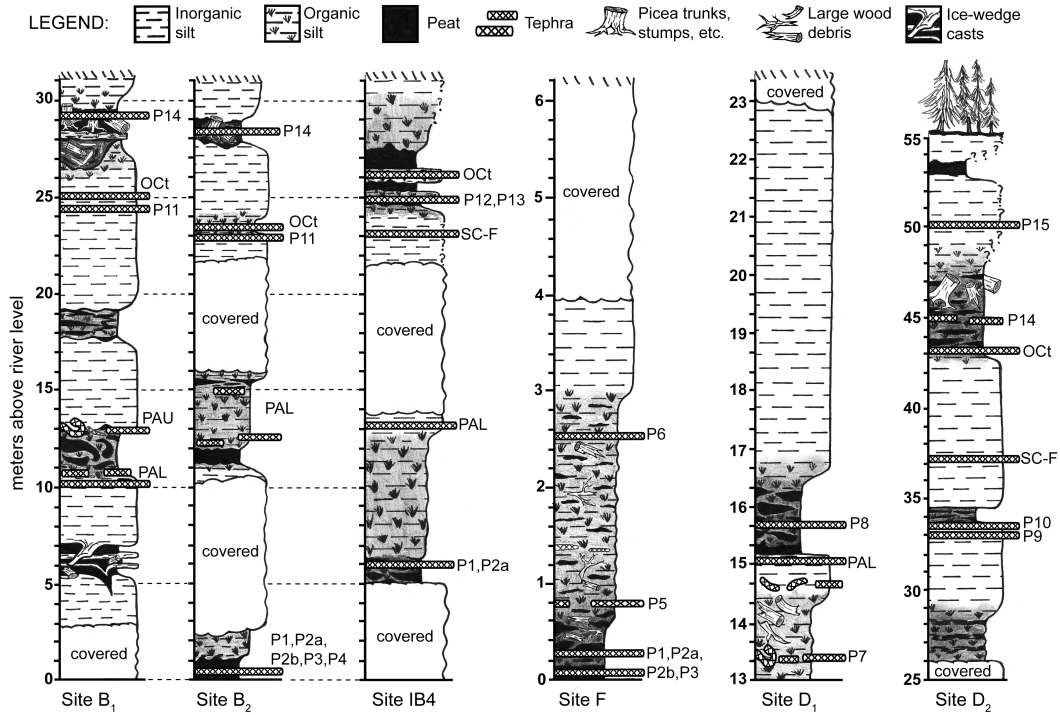 LEGEND:
Inorganic silt
Organic silt
Peat
Tephra
Picea trunks, stumps, etc.
Large wood debris
Ice-wedge casts
meters above river level
30
25
20
15
10
5
0
P14
OCt
P11
PAU
PAL
covered
Site B1
P14
OCt
P11
covered
PAL
covered
P1,P2a,
P2b,P3,P4
Site B2
?
?
?
OCt
P12,P13
SC-F
?
?
covered
PAL
P1,P2a
covered
Site IB4
6
5
4
3
2
1
0
covered
P6
P5
P1,P2a,
P2b,P3
Site F
23
22
21
20
19
18
17
16
15
14
13
covered
P8
PAL
P7
Site D1
55
50
45
40
35
30
25
? ? ?
?
?
P15
?
?
?
P14
OCt
SC-F
P10
P9
covered
Site D2